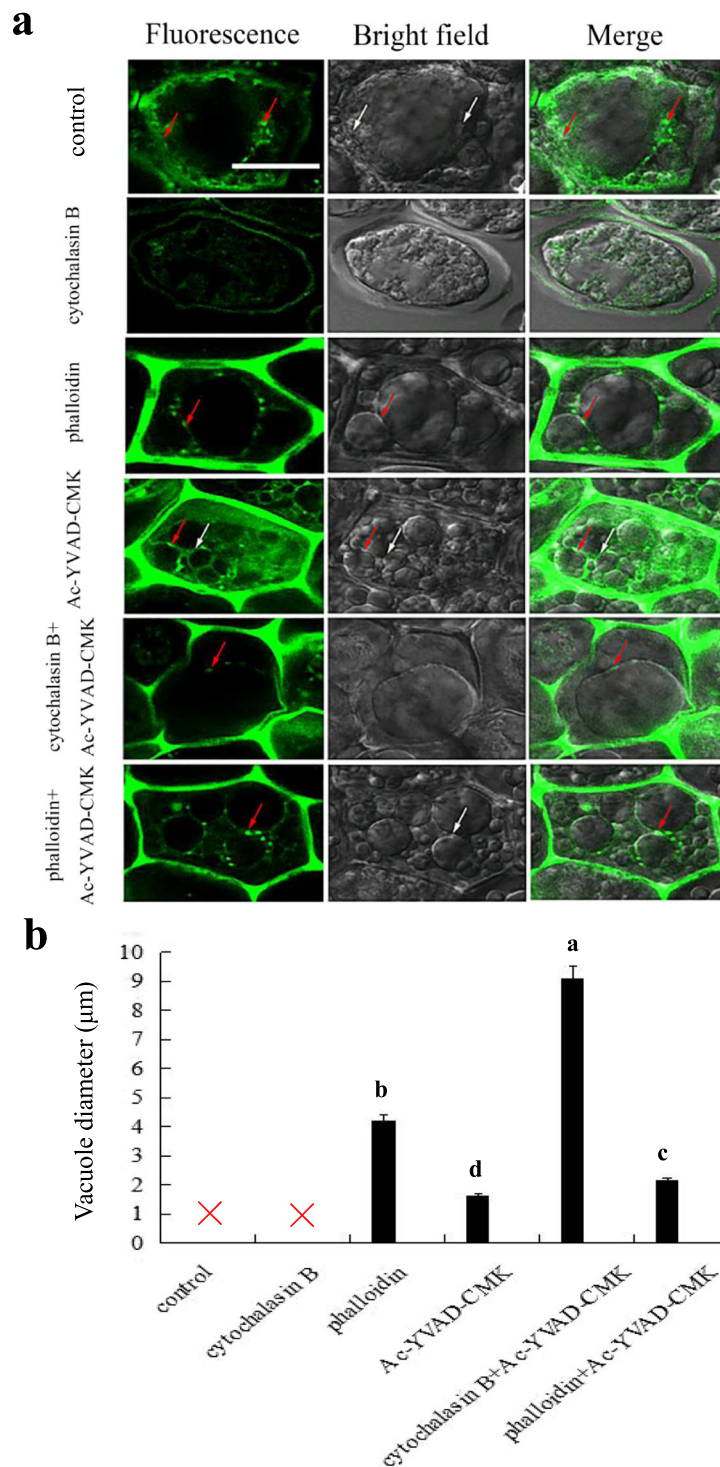 a
Fluorescence Bright field Merge
control
cytochalasin B
phalloidin
Ac-YVAD-CMK
cytochalasin B+
Ac-YVAD-CMK
phalloidin+
Ac-YVAD-CMK
b
Vacuole diameter (μm)
10
9
8
7
6
5
4
3
2
1
0
b
d
a
c
control
cytochalasin B
phalloidin
Ac-YVAD-CMK
cytochalasin B+Ac-YVAD-CMK
phalloidin+Ac-YVAD-CMK